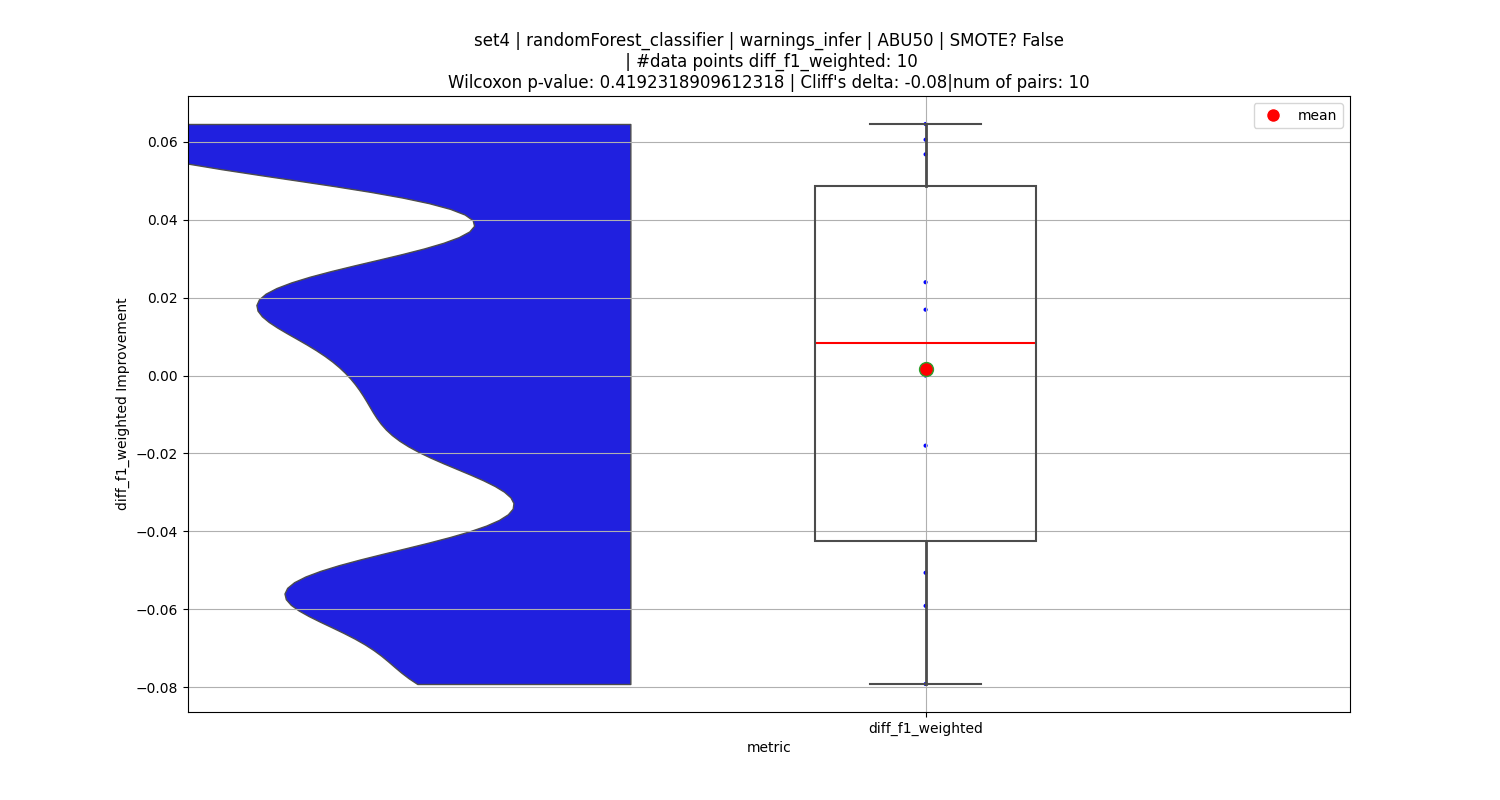 set4 | randomForest_classifier | warnings_infer | ABU50 | SMOTE? False
| #data points diff_f1_weighted: 10
Wilcoxon p-value: 0.4192318909612318 | Cliff's delta: -0.08|num of pairs: 10
mean
0.06
0.04
0.02
0.00
−0.02
−0.04
−0.06
−0.08
diff_f1_weighted Improvement
diff_f1_weighted
metric